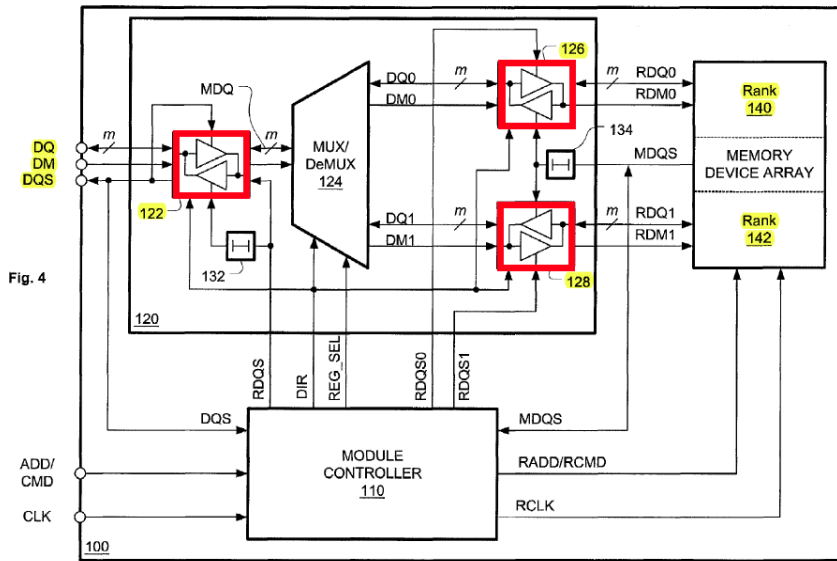 126
MDQ
DQ0
m
m
RDQ0
DM0
RDM0
Rank
140
134
DQ
m
m
MUX/
DeMUX
124
MDQS
MEMORY
DEVICE ARRAY
DM
DQS
122
DQ1
m
m
RDQ1
Rank
142
DM1
RDM1
132
128
Fig. 4
120
RDQS
DIR
REG_SEL
RDQS0
RDQS1
DQS
MDQS
MODULE
CONTROLLER
110
ADD/
CMD
RADD/RCMD
CLK
RCLK
100